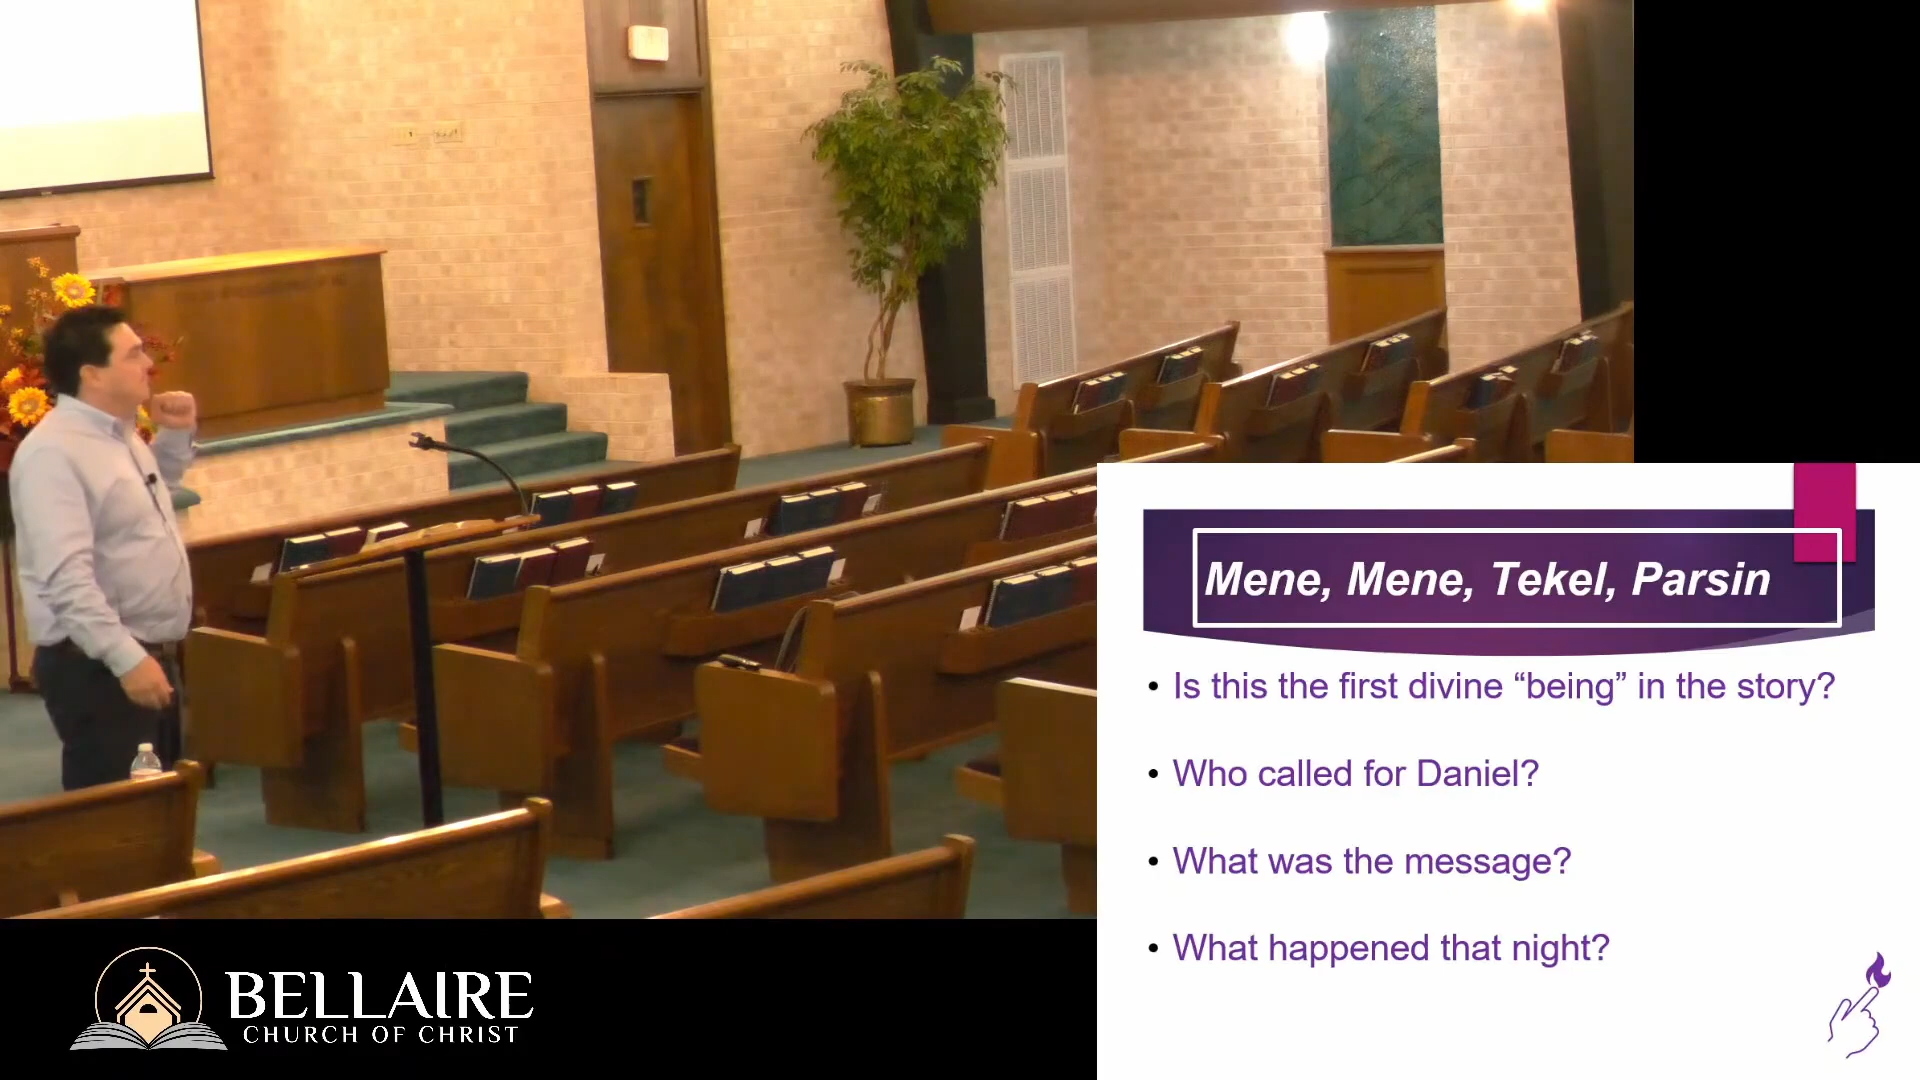 Mene, Mene, Tekel, Parsin
• Is this the first divine “being” in the story?
• Who called for Daniel?
• What was the message?
• What happened that night?
BELLAIRE
CHURCH OF CHRIST